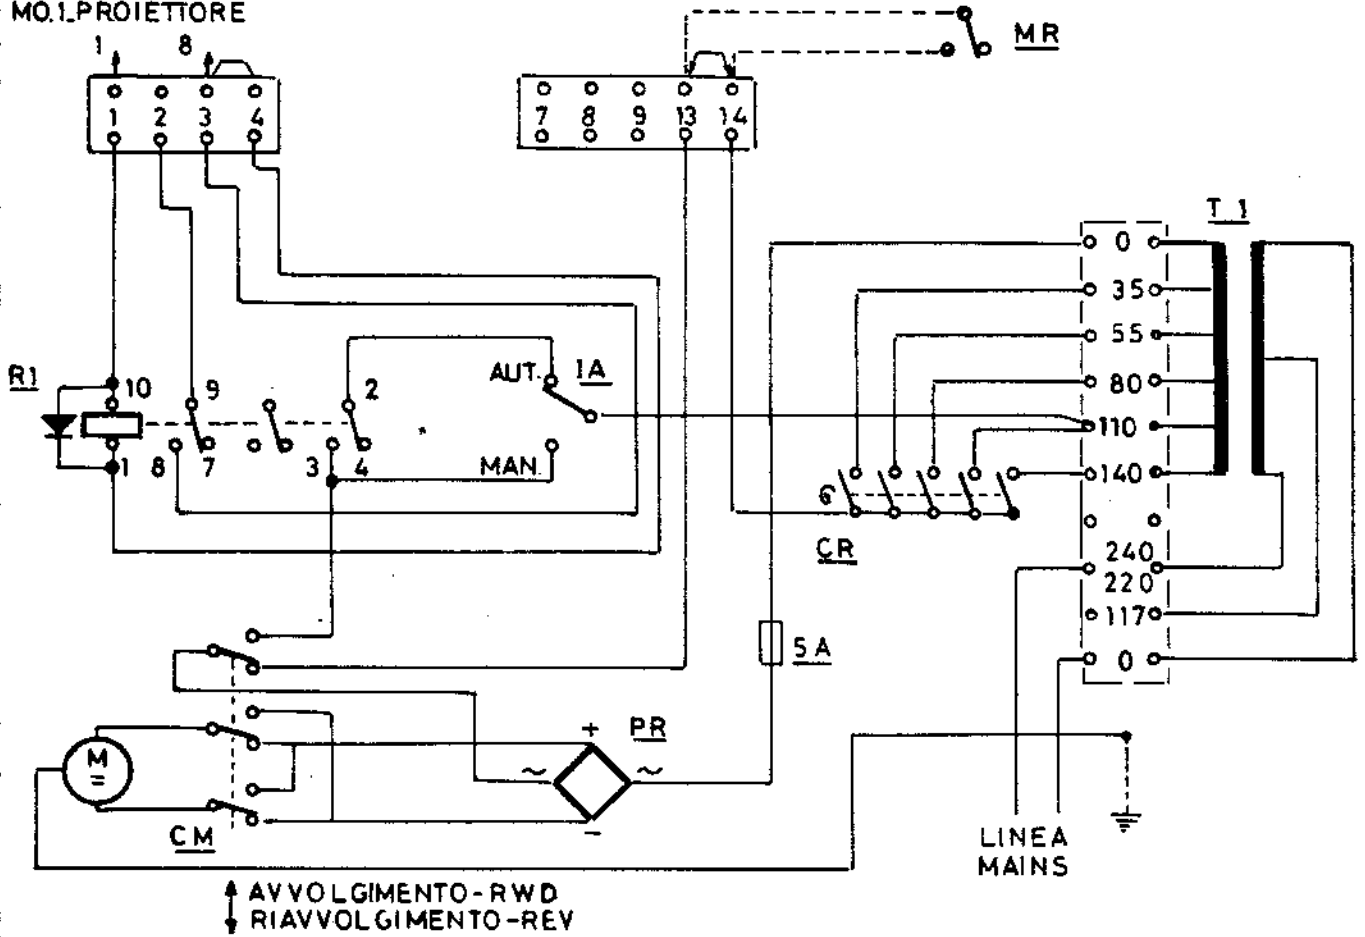 MO.1 PROIETTORE
1 8
MR
1 2 3 4
7 8 9 13 14
T 1
0
35
55
80
110
140
240
220
117
0
R1
10 9 2
AUT. IA
1 8 7 3 4 MAN.
6
CR
5A
+ PR
~ ~
-
M
=
CM
LINEA
MAINS
AVVOLGIMENTO-RWD
RIAVVOLGIMENTO-REV